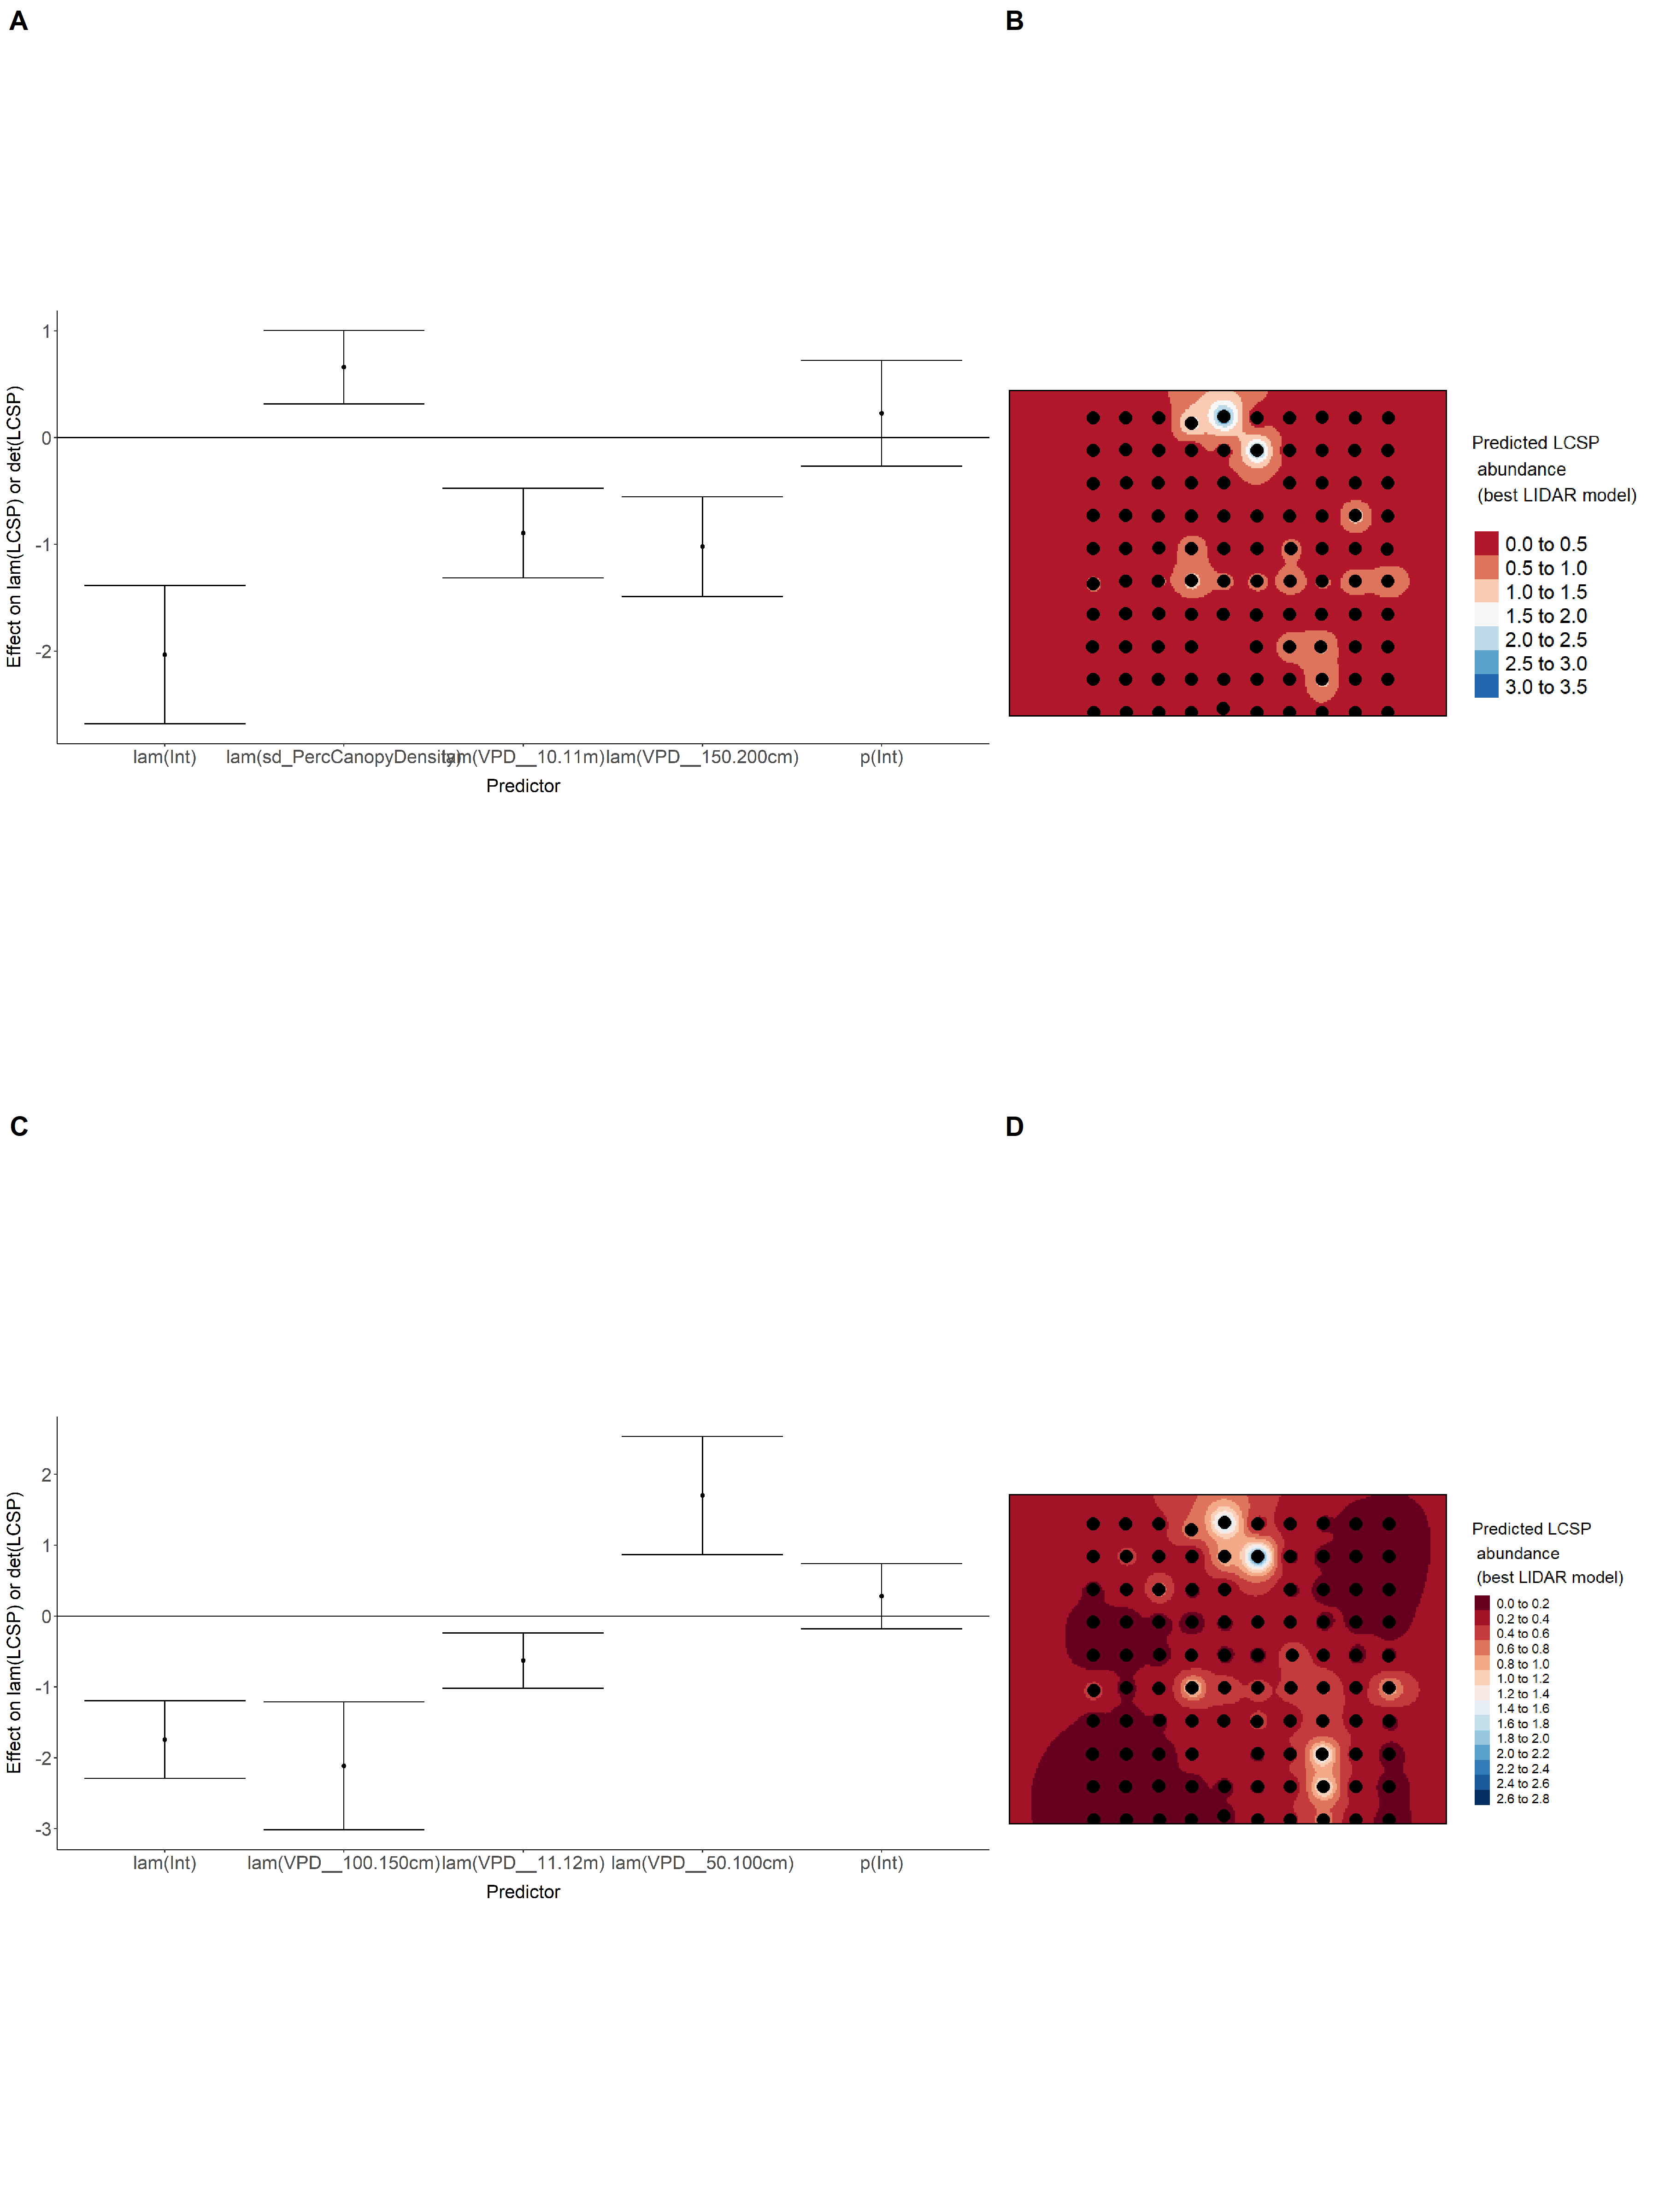 A
B
Effect on lam(LCSP) or det(LCSP)
1
0
-1
-2
lam(Int)
lam(sd_PercCanopyDensity)
lam(VPD__10.11m)
lam(VPD__150.200cm)
p(Int)
Predictor
Predicted LCSP
abundance
(best LIDAR model)
0.0 to 0.5
0.5 to 1.0
1.0 to 1.5
1.5 to 2.0
2.0 to 2.5
2.5 to 3.0
3.0 to 3.5
C
D
Effect on lam(LCSP) or det(LCSP)
2
1
0
-1
-2
-3
lam(Int)
lam(VPD__100.150cm)
lam(VPD__11.12m)
lam(VPD__50.100cm)
p(Int)
Predictor
Predicted LCSP
abundance
(best LIDAR model)
0.0 to 0.2
0.2 to 0.4
0.4 to 0.6
0.6 to 0.8
0.8 to 1.0
1.0 to 1.2
1.2 to 1.4
1.4 to 1.6
1.6 to 1.8
1.8 to 2.0
2.0 to 2.2
2.2 to 2.4
2.4 to 2.6
2.6 to 2.8